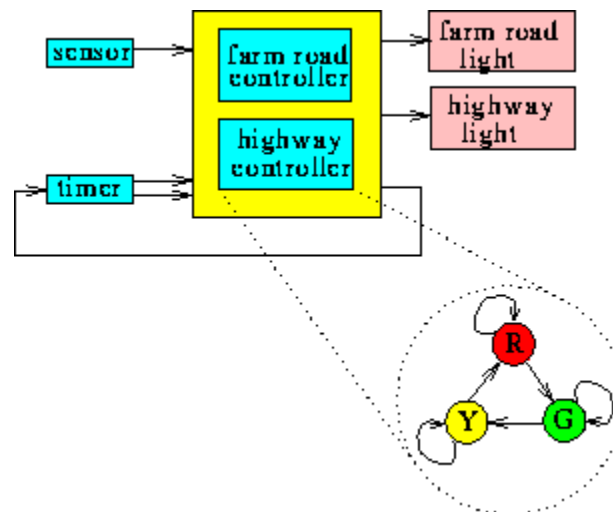 sensor
farm road
controller
farm road
light
highway
controller
highway
light
timer
R
Y
G